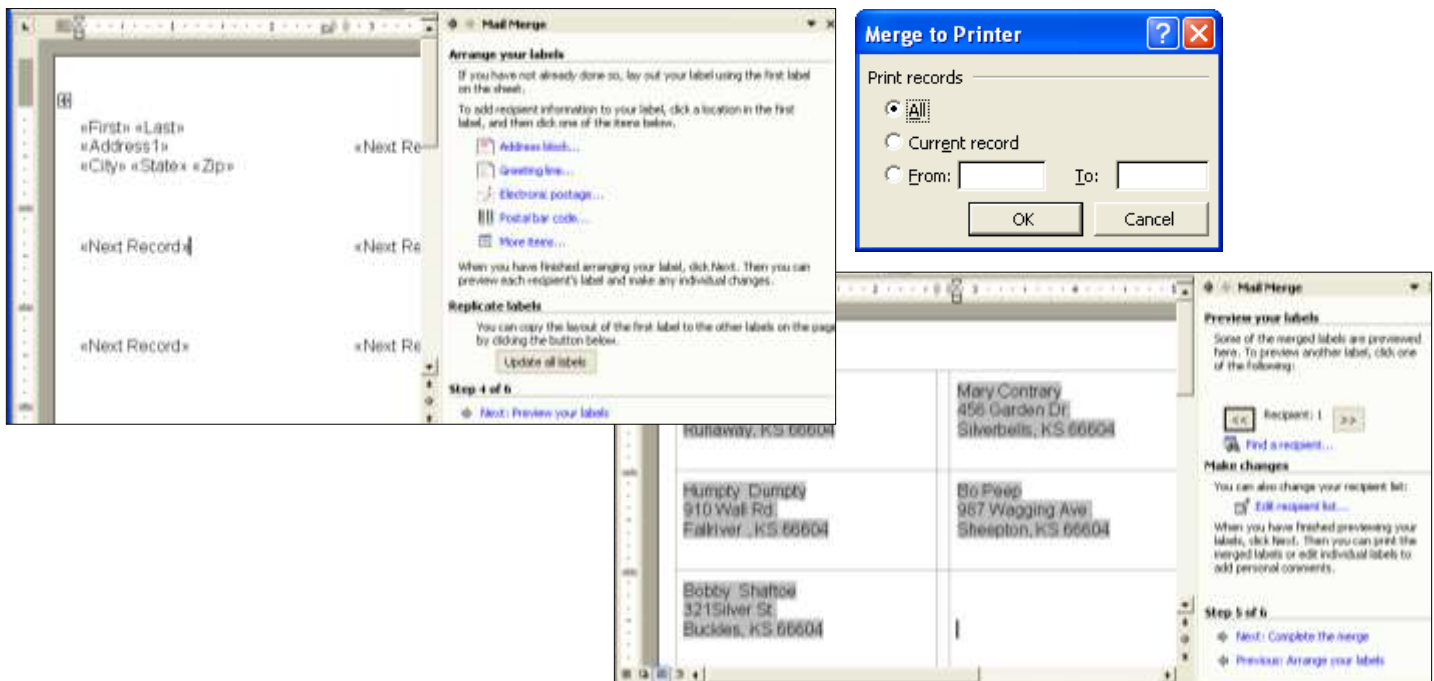 Mail Merge
Arrange your labels
If you have not already done so, lay out your label using the first label
on the sheet.
To add recipient information to your label, click a location in the first
label, and then click one of the items below.
Address block...
Greeting line...
Electronic postage...
Postal bar code...
More items...
When you have finished arranging your label, click Next. Then you can
preview each recipient's label and make any individual changes.
Replicate labels
You can copy the layout of the first label to the other labels on the page
by clicking the button below.
Update all labels
Step 4 of 6
Next: Preview your labels
«First» «Last»
«Address1»
«City» «State» «Zip»
«Next Re
«Next Record»
«Next Re
«Next Record»
«Next Re
Merge to Printer
Print records
All
Current record
From:
To:
OK
Cancel
Runaway, KS 66604
Mary Contrary
456 Garden Dr.
Silverbells, KS 66604
Humpty Dumpty
910 Wall Rd.
Fallriver , KS 66604
Bo Peep
987 Wagging Ave.
Sheepton, KS 66604
Bobby Shaftoe
321Silver St.
Buckles, KS 66604
Mail Merge
Preview your labels
Some of the merged labels are previewed
here. To preview another label, click one
of the following:
<< Recipient: 1 >>
Find a recipient...
Make changes
You can also change your recipient list:
Edit recipient list...
When you have finished previewing your
labels, click Next. Then you can print the
merged labels or edit individual labels to
add personal comments.
Step 5 of 6
Next: Complete the merge
Previous: Arrange your labels